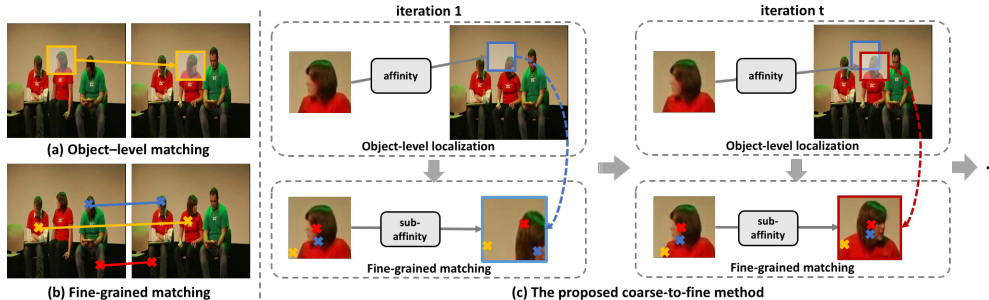 iteration 1
iteration t
affinity
affinity
(a) Object–level matching
Object-level localization
Object-level localization
sub-
affinity
sub-
affinity
Fine-grained matching
Fine-grained matching
(b) Fine-grained matching
(c) The proposed coarse-to-fine method